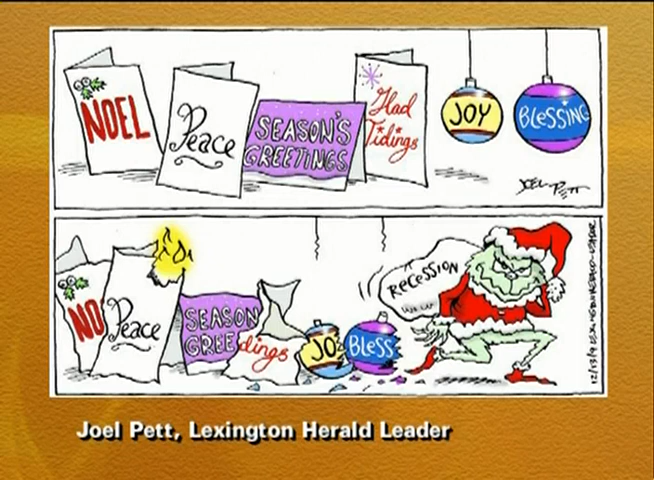 NOEL
Peace
SEASON'S
GREETINGS
Glad
Tidings
JOY
BLESSING
JOEL PETT
NO
Peace
SEASON
GREE
dings
JO
BLESS
RECESSION
Joel Pett, Lexington Herald Leader